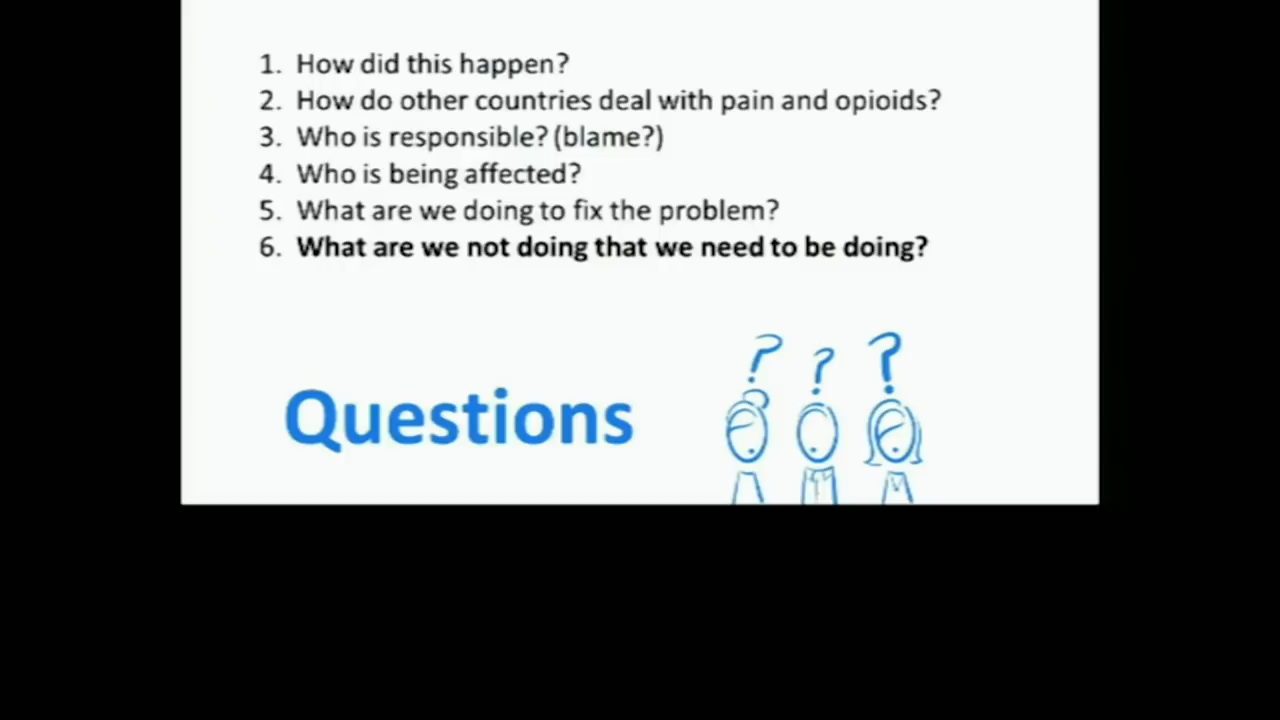 1. How did this happen?
2. How do other countries deal with pain and opioids?
3. Who is responsible? (blame?)
4. Who is being affected?
5. What are we doing to fix the problem?
6. What are we not doing that we need to be doing?
? ? ?
Questions